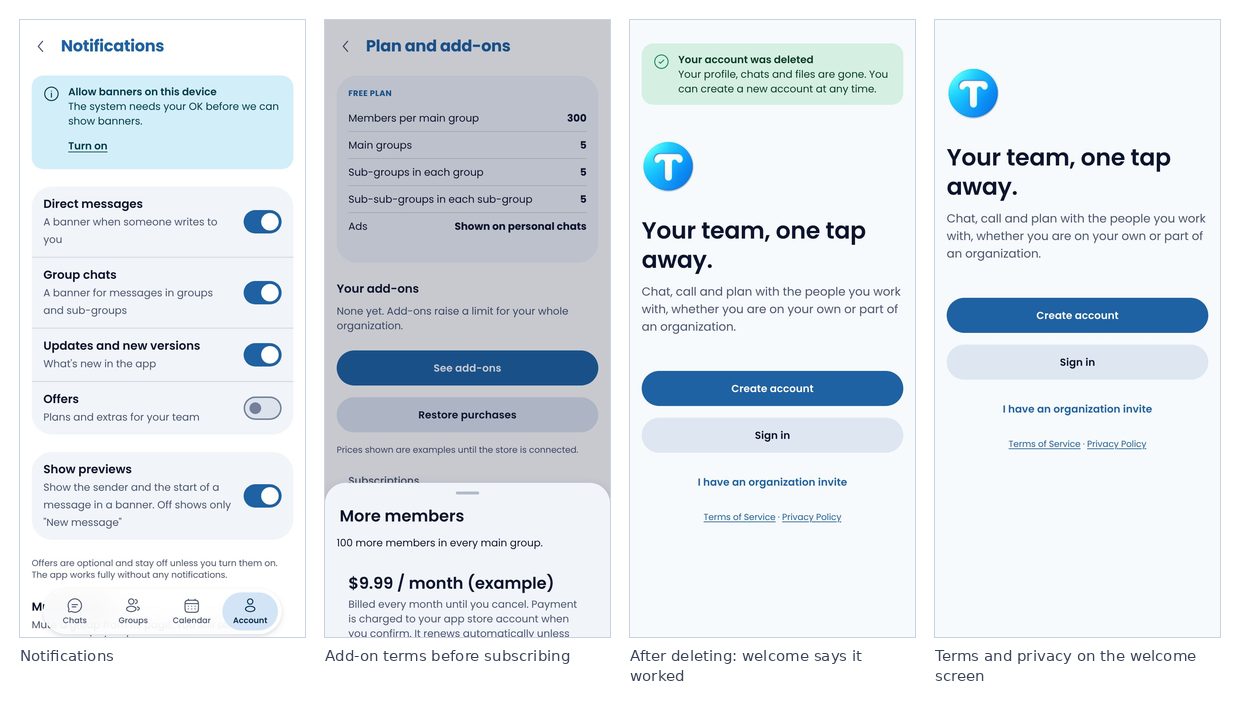 Notifications
Allow banners on this device
The system needs your OK before we can
show banners.
Turn on
Direct messages
A banner when someone writes to
you
Group chats
A banner for messages in groups
and sub-groups
Updates and new versions
What's new in the app
Offers
Plans and extras for your team
Show previews
Show the sender and the start of a
message in a banner. Off shows only
"New message"
Offers are optional and stay off unless you turn them on.
The app works fully without any notifications.
Chats
Groups
Calendar
Account
Notifications
Plan and add-ons
FREE PLAN
Members per main group 300
Main groups 5
Sub-groups in each group 5
Sub-sub-groups in each sub-group 5
Ads Shown on personal chats
Your add-ons
None yet. Add-ons raise a limit for your whole
organization.
See add-ons
Restore purchases
Prices shown are examples until the store is connected.
Subscriptions
More members
100 more members in every main group.
$9.99 / month (example)
Billed every month until you cancel. Payment
is charged to your app store account when
you confirm. It renews automatically unless
Add-on terms before subscribing
Your account was deleted
Your profile, chats and files are gone. You
can create a new account at any time.
T
Your team, one tap
away.
Chat, call and plan with the people you work
with, whether you are on your own or part of
an organization.
Create account
Sign in
I have an organization invite
Terms of Service · Privacy Policy
After deleting: welcome says it
worked
T
Your team, one tap
away.
Chat, call and plan with the people you work
with, whether you are on your own or part of
an organization.
Create account
Sign in
I have an organization invite
Terms of Service · Privacy Policy
Terms and privacy on the welcome
screen